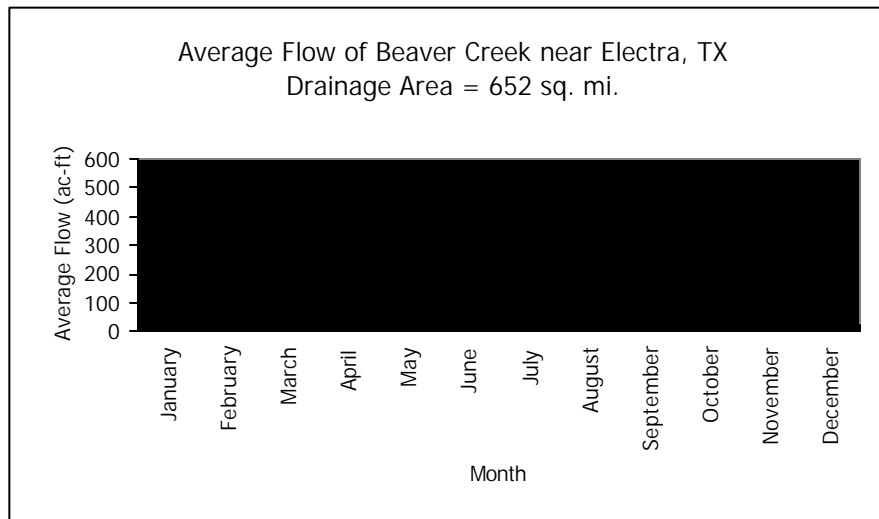 Average Flow of Beaver Creek near Electra, TX
Drainage Area = 652 sq. mi.
Average Flow (ac-ft)
600
500
400
300
200
100
0
January
February
March
April
May
June
July
August
September
October
November
December
Month